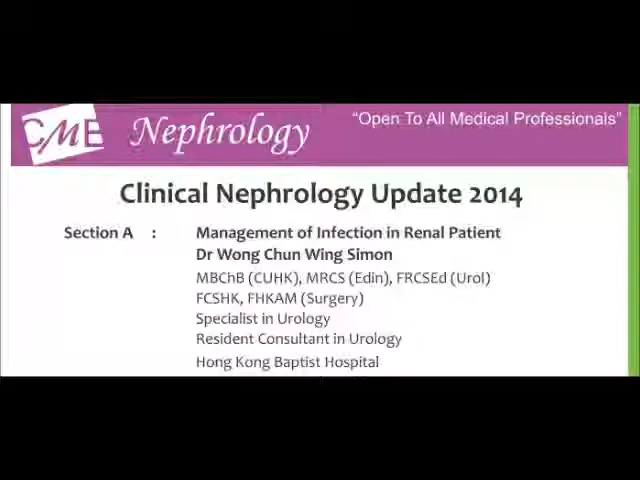 CME Nephrology
“Open To All Medical Professionals”
Clinical Nephrology Update 2014
Section A : Management of Infection in Renal Patient
Dr Wong Chun Wing Simon
MBChB (CUHK), MRCS (Edin), FRCSEd (Urol)
FCSHK, FHKAM (Surgery)
Specialist in Urology
Resident Consultant in Urology
Hong Kong Baptist Hospital